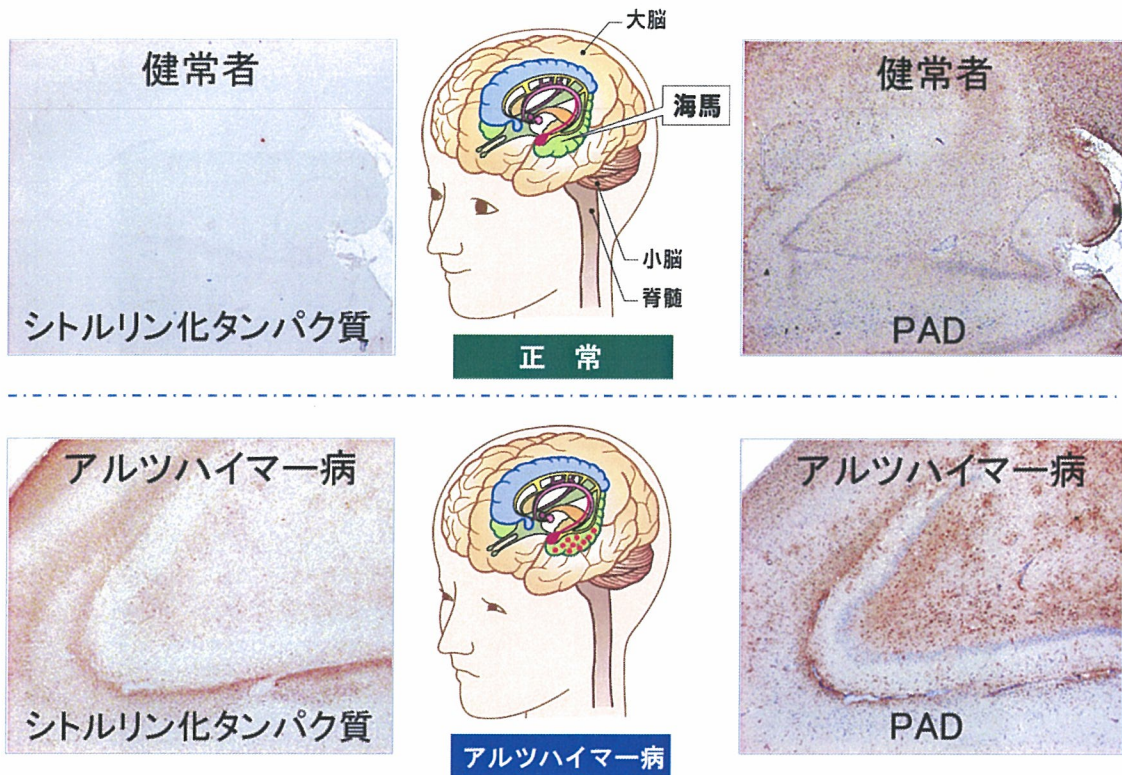 健常者
シトルリン化タンパク質
大脳
海馬
小脳
脊髄
正常
健常者
PAD
アルツハイマー病
シトルリン化タンパク質
アルツハイマー病
アルツハイマー病
PAD